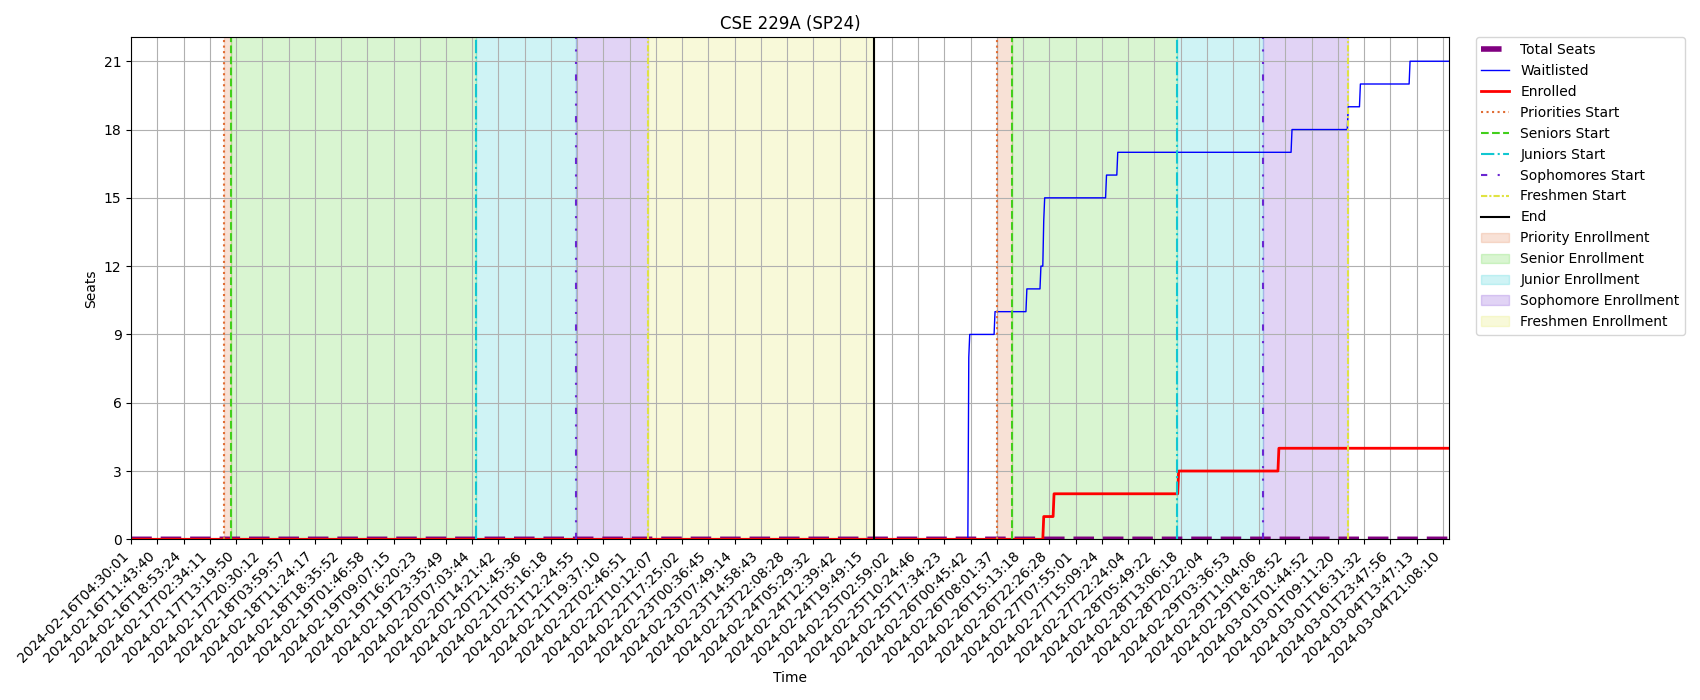 CSE 229A (SP24)
Seats
21
18
15
12
9
6
3
0
2024-02-16T04:30:01
2024-02-16T11:43:40
2024-02-16T18:53:24
2024-02-17T02:34:11
2024-02-17T13:19:50
2024-02-17T20:30:12
2024-02-18T03:59:57
2024-02-18T11:24:17
2024-02-18T18:35:52
2024-02-19T01:46:58
2024-02-19T09:07:15
2024-02-19T16:20:23
2024-02-19T23:35:49
2024-02-20T07:03:44
2024-02-20T14:21:42
2024-02-20T21:45:36
2024-02-21T05:16:18
2024-02-21T12:24:55
2024-02-21T19:37:10
2024-02-22T02:46:51
2024-02-22T10:12:07
2024-02-22T17:25:02
2024-02-23T00:36:45
2024-02-23T07:49:14
2024-02-23T14:58:43
2024-02-23T22:08:28
2024-02-24T05:29:32
2024-02-24T12:39:42
2024-02-24T19:49:15
2024-02-25T02:59:02
2024-02-25T10:24:46
2024-02-25T17:34:23
2024-02-26T00:45:42
2024-02-26T08:01:37
2024-02-26T15:13:18
2024-02-26T22:26:28
2024-02-27T07:55:01
2024-02-27T15:09:24
2024-02-27T22:24:04
2024-02-28T05:49:22
2024-02-28T13:06:18
2024-02-28T20:22:04
2024-02-29T03:36:53
2024-02-29T11:04:06
2024-02-29T18:28:52
2024-03-01T01:44:52
2024-03-01T09:11:20
2024-03-01T16:31:32
2024-03-01T23:47:56
2024-03-04T13:47:13
2024-03-04T21:08:10
Time
Total Seats
Waitlisted
Enrolled
Priorities Start
Seniors Start
Juniors Start
Sophomores Start
Freshmen Start
End
Priority Enrollment
Senior Enrollment
Junior Enrollment
Sophomore Enrollment
Freshmen Enrollment